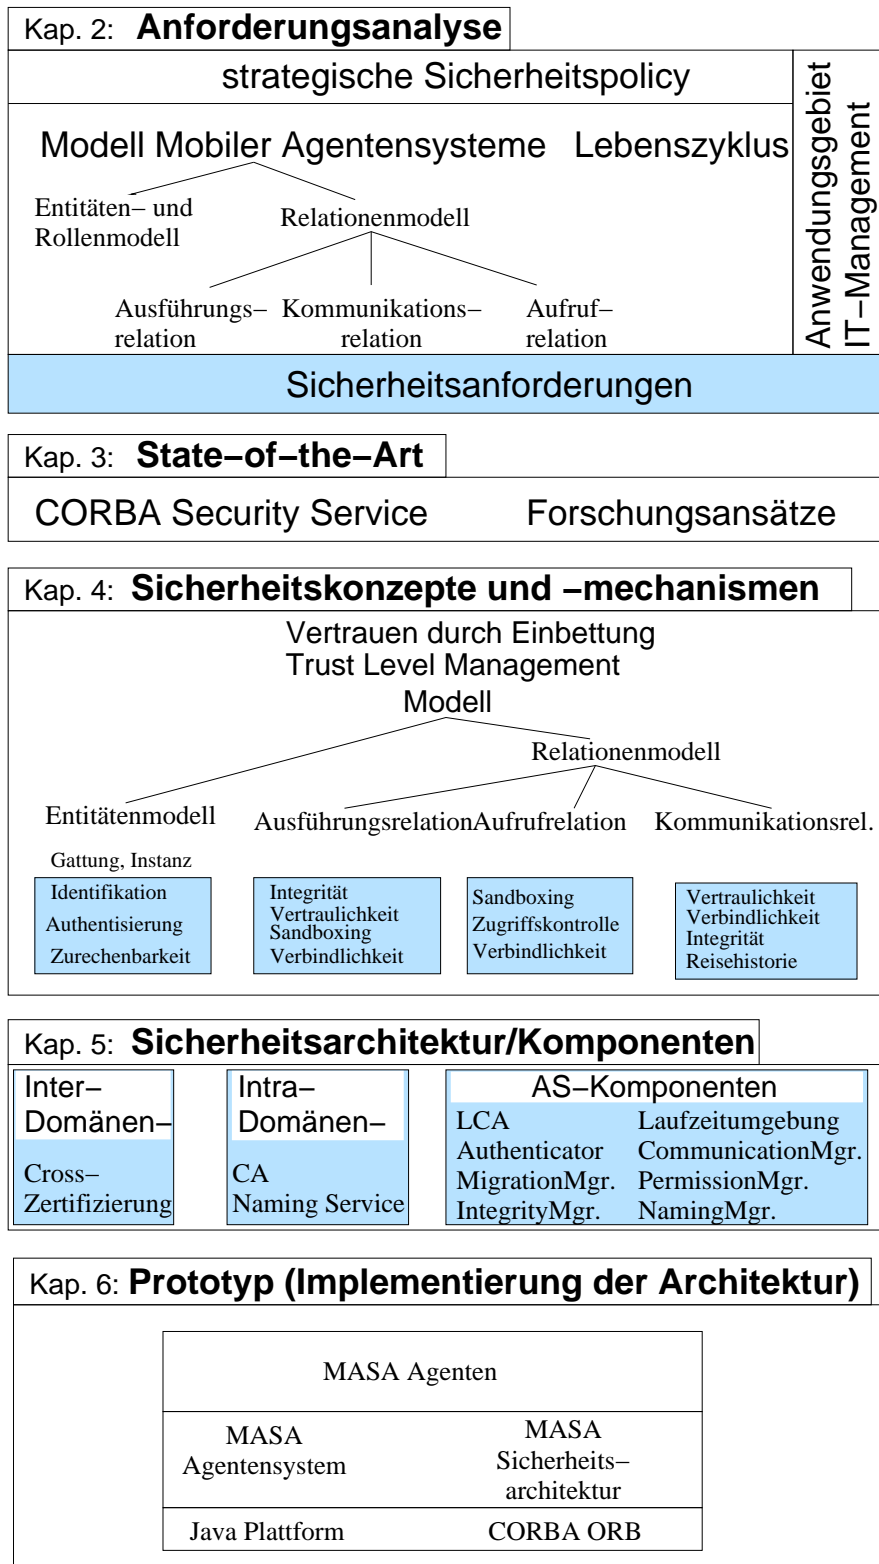 Kap. 2: Anforderungsanalyse
strategische Sicherheitspolicy
Anwendungsgebiet
IT−Management
Modell Mobiler Agentensysteme Lebenszyklus
Entitäten− und
Rollenmodell
Relationenmodell
Ausführungs−
relation
Kommunikations−
relation
Aufruf−
relation
Sicherheitsanforderungen
Kap. 3: State−of−the−Art
CORBA Security Service Forschungsansätze
Kap. 4: Sicherheitskonzepte und −mechanismen
Vertrauen durch Einbettung
Trust Level Management
Modell
Relationenmodell
Entitätenmodell
Ausführungsrelation Aufrufrelation Kommunikationsrel.
Gattung, Instanz
Identifikation
Authentisierung
Zurechenbarkeit
Integrität
Vertraulichkeit
Sandboxing
Verbindlichkeit
Sandboxing
Zugriffskontrolle
Verbindlichkeit
Vertraulichkeit
Verbindlichkeit
Integrität
Reisehistorie
Kap. 5: Sicherheitsarchitektur/Komponenten
Inter−
Domänen−
Cross−
Zertifizierung
Intra−
Domänen−
CA
Naming Service
AS−Komponenten
LCA Laufzeitumgebung
Authenticator CommunicationMgr.
MigrationMgr. PermissionMgr.
IntegrityMgr. NamingMgr.
Kap. 6: Prototyp (Implementierung der Architektur)
MASA Agenten
MASA
Agentensystem
MASA
Sicherheits−
architektur
Java Plattform CORBA ORB